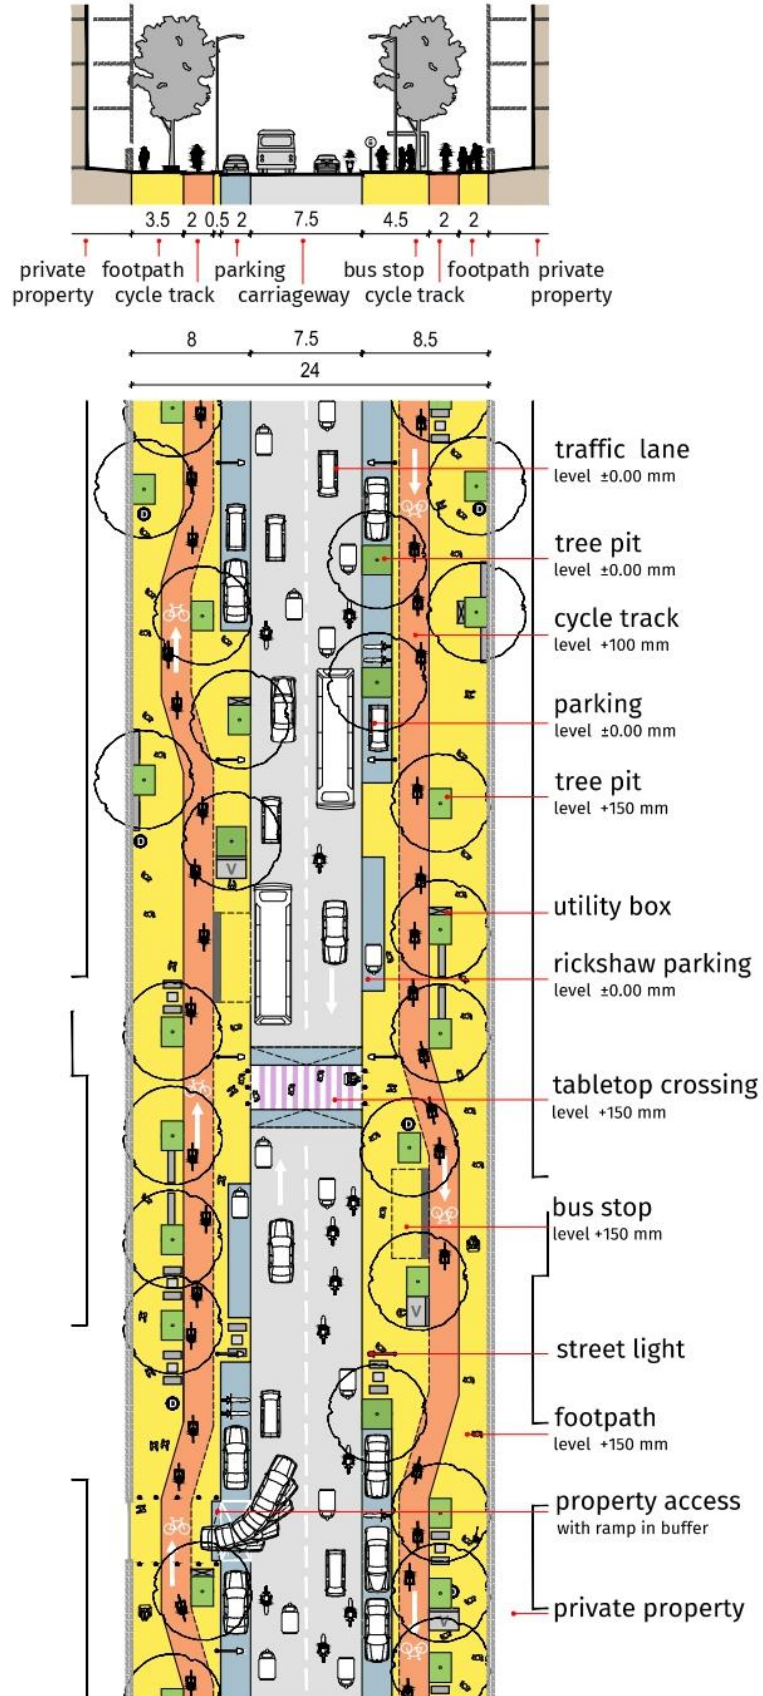 3.5 2 0.5 2 7.5 4.5 2 2
private footpath parking bus stop footpath private
property cycle track carriageway cycle track property
8 7.5 8.5
24
traffic lane
level ±0.00 mm
tree pit
level ±0.00 mm
cycle track
level +100 mm
parking
level ±0.00 mm
tree pit
level +150 mm
utility box
rickshaw parking
level ±0.00 mm
tabletop crossing
level +150 mm
bus stop
level +150 mm
street light
footpath
level +150 mm
property access
with ramp in buffer
private property
D
D
D
V
D
V
D
V